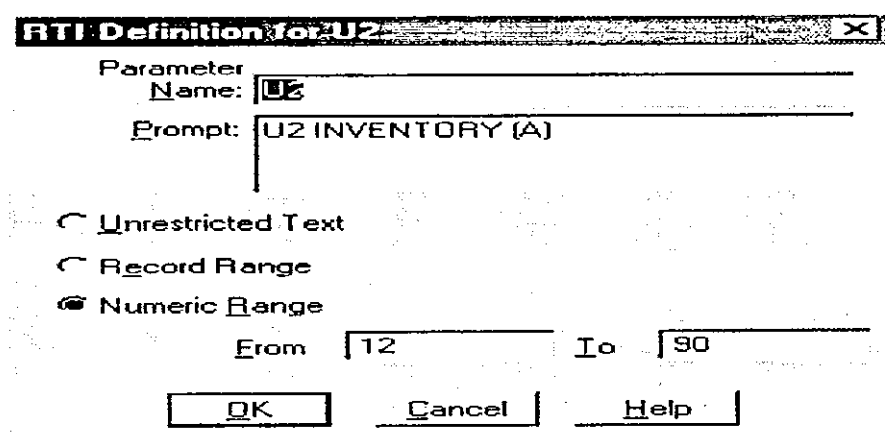 RTI Definition for U2
Parameter
Name: U2
Prompt: U2 INVENTORY (A)
Unrestricted Text
Record Range
Numeric Range
From 12 To 90
OK Cancel Help